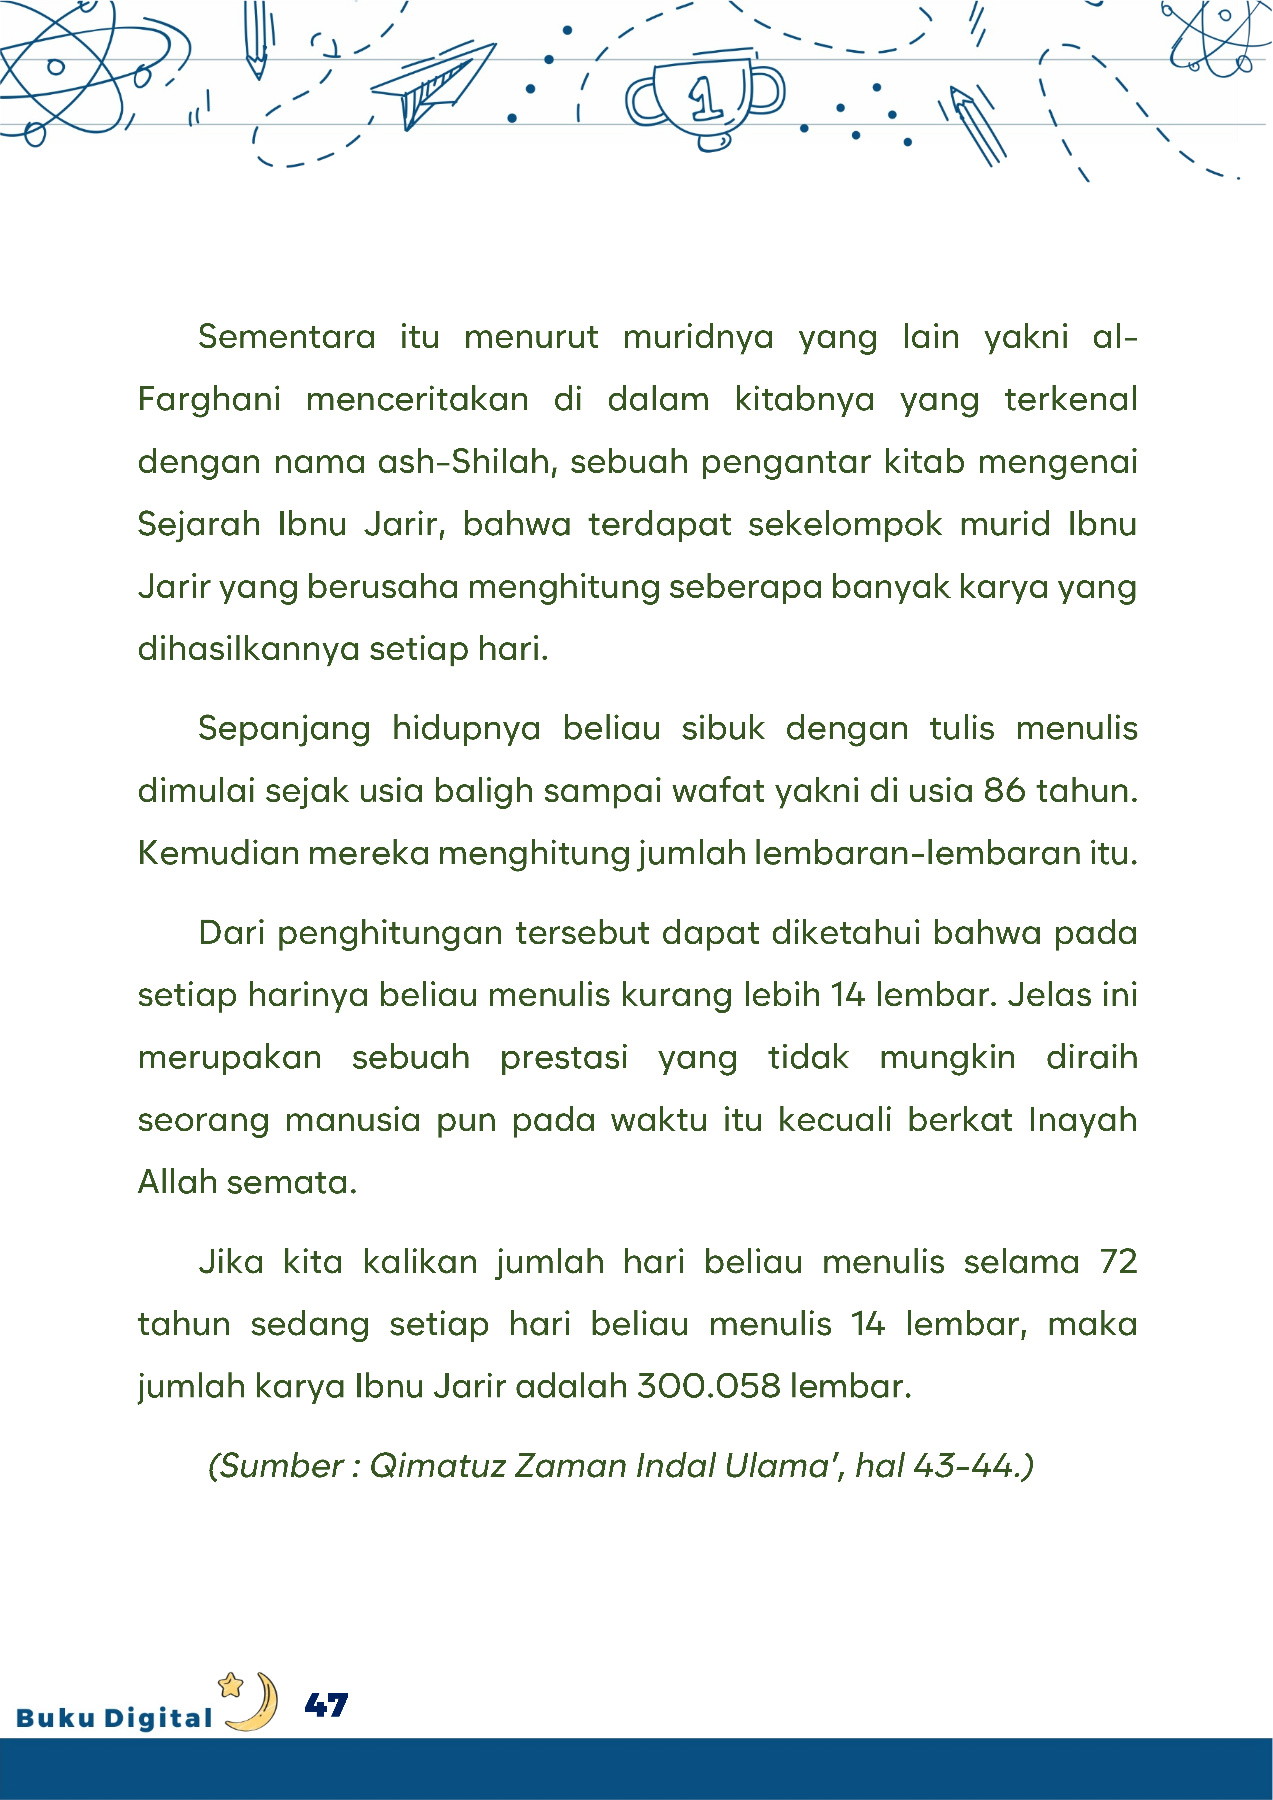 1
Sementara itu menurut muridnya yang lain yakni al-
Farghani menceritakan di dalam kitabnya yang terkenal
dengan nama ash-Shilah, sebuah pengantar kitab mengenai
Sejarah Ibnu Jarir, bahwa terdapat sekelompok murid Ibnu
Jarir yang berusaha menghitung seberapa banyak karya yang
dihasilkannya setiap hari.
Sepanjang hidupnya beliau sibuk dengan tulis menulis
dimulai sejak usia baligh sampai wafat yakni di usia 86 tahun.
Kemudian mereka menghitung jumlah lembaran-lembaran itu.
Dari penghitungan tersebut dapat diketahui bahwa pada
setiap harinya beliau menulis kurang lebih 14 lembar. Jelas ini
merupakan sebuah prestasi yang tidak mungkin diraih
seorang manusia pun pada waktu itu kecuali berkat Inayah
Allah semata.
Jika kita kalikan jumlah hari beliau menulis selama 72
tahun sedang setiap hari beliau menulis 14 lembar, maka
jumlah karya Ibnu Jarir adalah 300.058 lembar.
(Sumber : Qimatuz Zaman Indal Ulama’, hal 43-44.)
Buku Digital 47